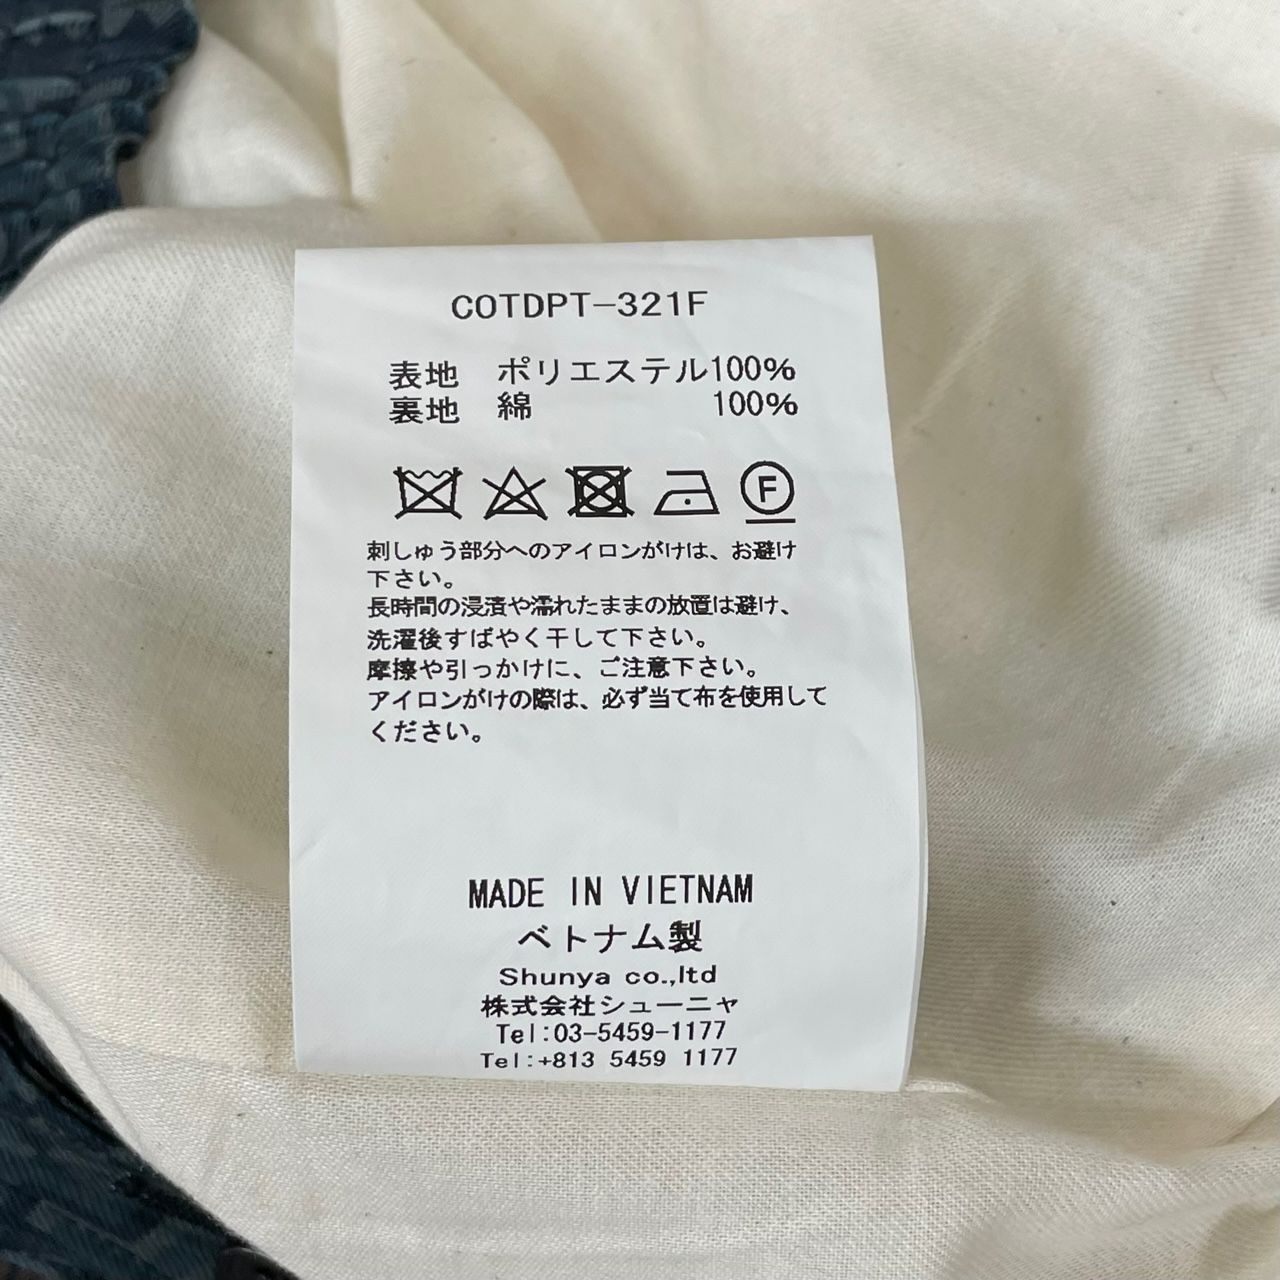 COTDPT-321F
表地 ポリエステル100%
裏地 綿 100%
F
刺しゅう部分へのアイロンがけは、お避け
下さい。
長時間の浸漬や濡れたままの放置は避け、
洗濯後すばやく干して下さい。
摩擦や引っかけに、ご注意下さい。
アイロンがけの際は、必ず当て布を使用して
ください。
MADE IN VIETNAM
ベトナム製
Shunya co.,ltd
株式会社シューニャ
Tel:03-5459-1177
Tel:+813 5459 1177